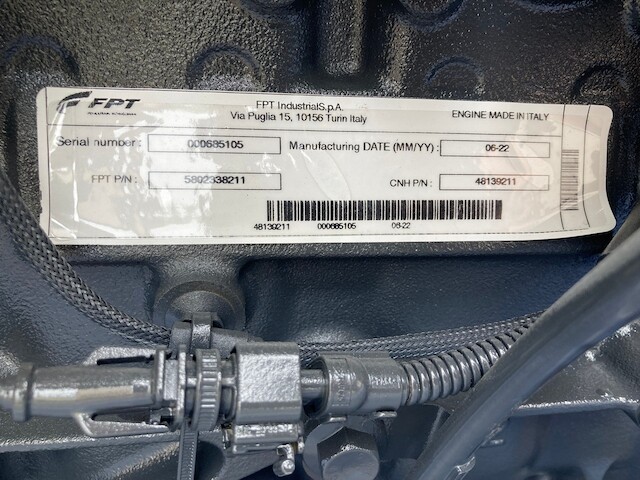 FPT
FPT IndustrialS.p.A.
Via Puglia 15, 10156 Turin Italy
ENGINE MADE IN ITALY
Serial number : 000685105
Manufacturing DATE (MM/YY) : 06-22
FPT P/N : 5802338211
CNH P/N : 48139211
48139211 000685105 06-22